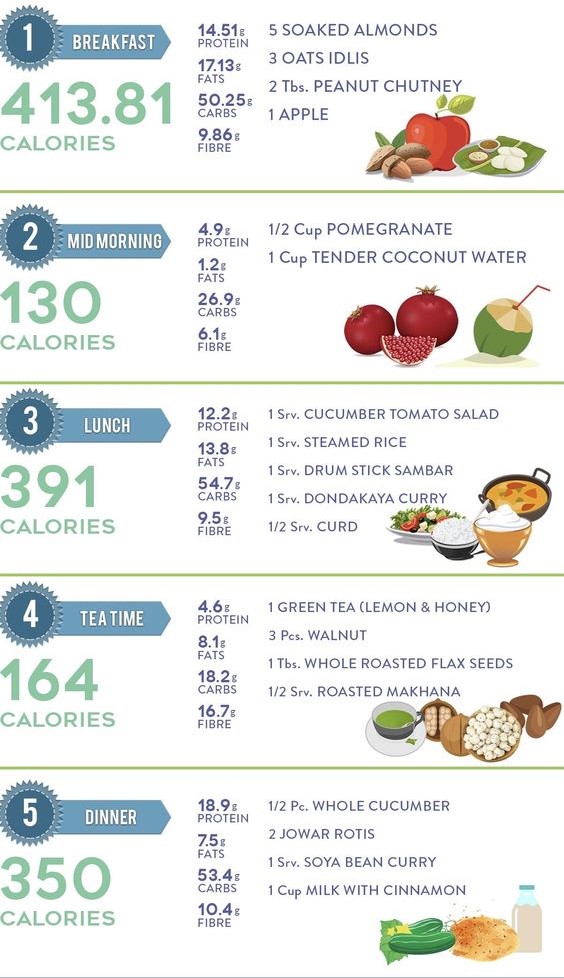 1 BREAKFAST
413.81
CALORIES
14.51g
PROTEIN
17.13g
FATS
50.25g
CARBS
9.86g
FIBRE
5 SOAKED ALMONDS
3 OATS IDLIS
2 Tbs. PEANUT CHUTNEY
1 APPLE
2 MID MORNING
130
CALORIES
4.9g
PROTEIN
1.2g
FATS
26.9g
CARBS
6.1g
FIBRE
1/2 Cup POMEGRANATE
1 Cup TENDER COCONUT WATER
3 LUNCH
391
CALORIES
12.2g
PROTEIN
13.8g
FATS
54.7g
CARBS
9.5g
FIBRE
1 Srv. CUCUMBER TOMATO SALAD
1 Srv. STEAMED RICE
1 Srv. DRUM STICK SAMBAR
1 Srv. DONDAKAYA CURRY
1/2 Srv. CURD
4 TEA TIME
164
CALORIES
4.6g
PROTEIN
8.1g
FATS
18.2g
CARBS
16.7g
FIBRE
1 GREEN TEA (LEMON & HONEY)
3 Pcs. WALNUT
1 Tbs. WHOLE ROASTED FLAX SEEDS
1/2 Srv. ROASTED MAKHANA
5 DINNER
350
CALORIES
18.9g
PROTEIN
7.5g
FATS
53.4g
CARBS
10.4g
FIBRE
1/2 Pc. WHOLE CUCUMBER
2 JOWAR ROTIS
1 Srv. SOYA BEAN CURRY
1 Cup MILK WITH CINNAMON